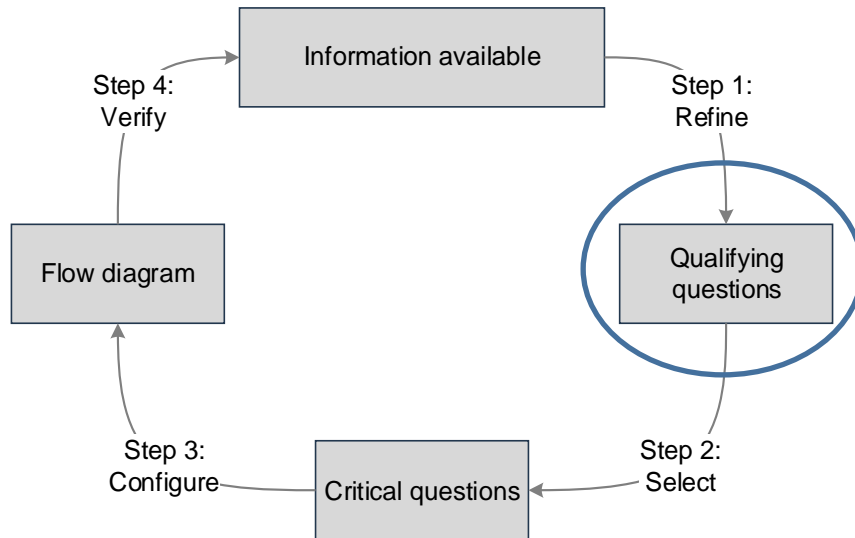 Information available
Step 1:
Refine
Qualifying
questions
Step 2:
Select
Critical questions
Step 3:
Configure
Flow diagram
Step 4:
Verify